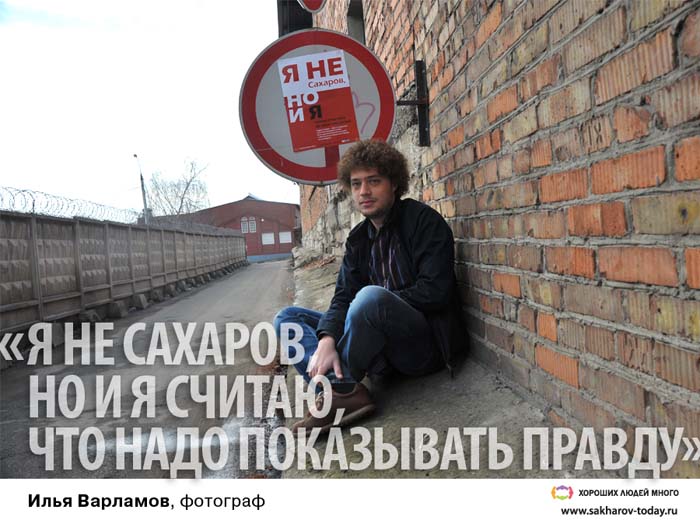 Я НЕ
Сахаров,
НО
И Я
«Я НЕ САХАРОВ
НО И Я СЧИТАЮ,
ЧТО НАДО ПОКАЗЫВАТЬ ПРАВДУ«
Илья Варламов, фотограф
ХОРОШИХ ЛЮДЕЙ МНОГО
www.sakharov-today.ru